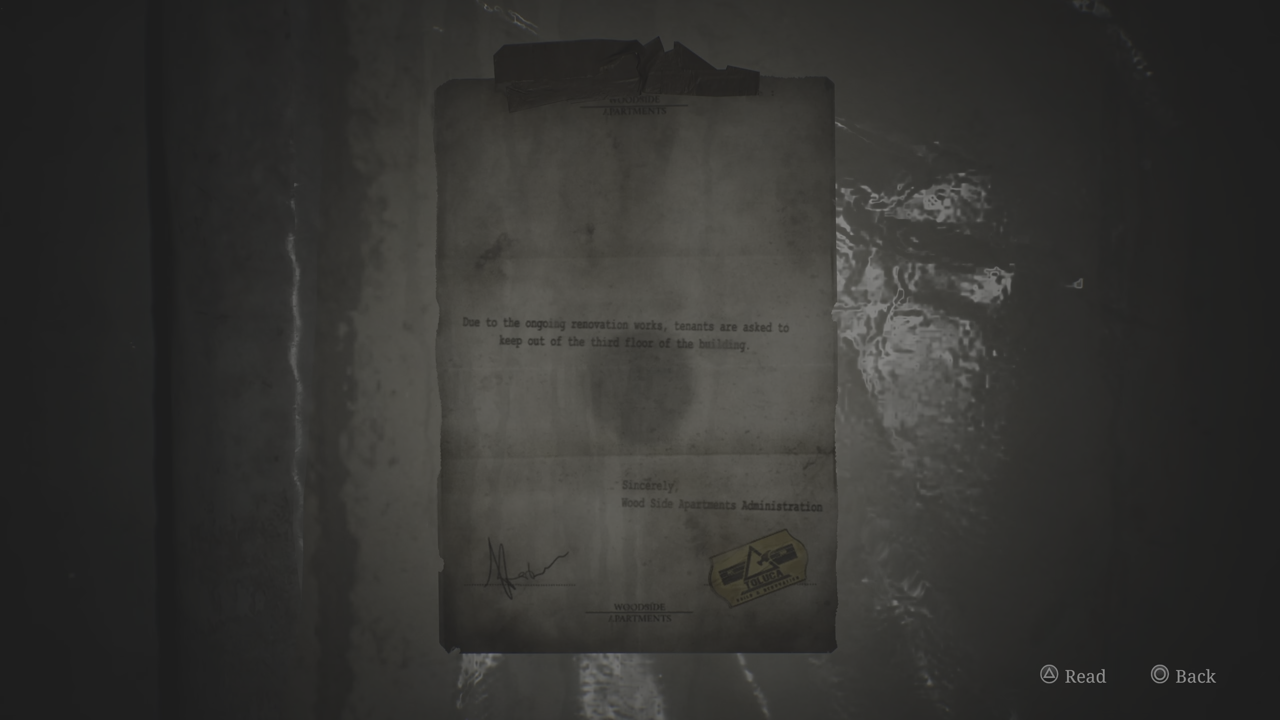 WOODSIDE
APARTMENTS
Due to the ongoing renovation works, tenants are asked to
keep out of the third floor of the building.
Sincerely,
Wood Side Apartments Administration
TOLUCA
WOODSIDE
APARTMENTS
Read
Back